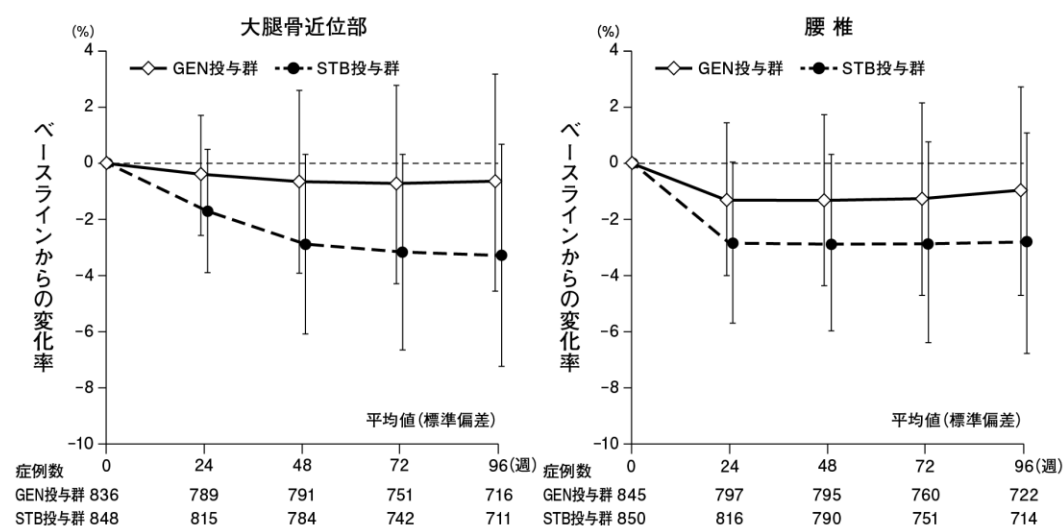 大腿骨近位部
(%)
4
2
0
-2
-4
-6
-8
-10
GEN投与群 STB投与群
ベースラインからの変化率
平均値(標準偏差)
0 24 48 72 96(週)
症例数
GEN投与群 836 789 791 751 716
STB投与群 848 815 784 742 711
腰 椎
(%)
4
2
0
-2
-4
-6
-8
-10
GEN投与群 STB投与群
ベースラインからの変化率
平均値(標準偏差)
0 24 48 72 96(週)
症例数
GEN投与群 845 797 795 760 722
STB投与群 850 816 790 751 714